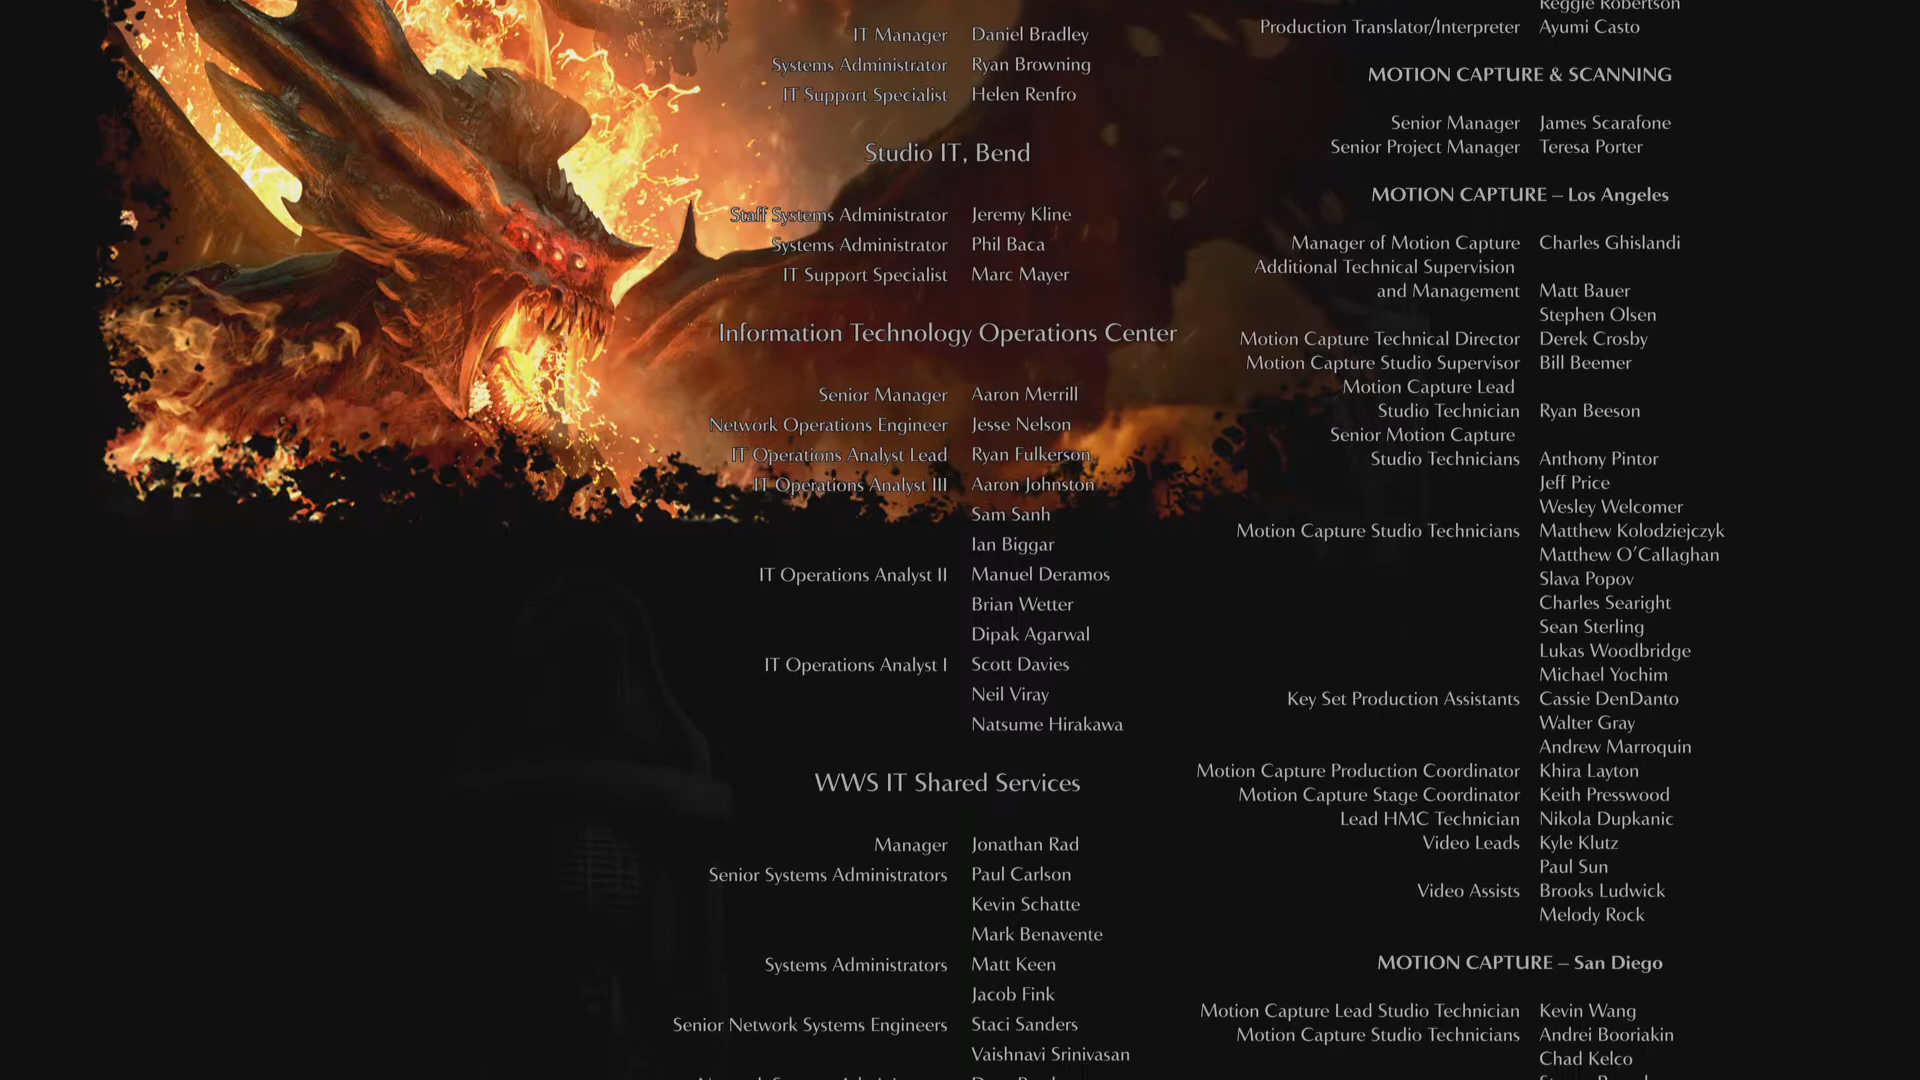 IT Manager Daniel Bradley
Systems Administrator Ryan Browning
IT Support Specialist Helen Renfro
Studio IT, Bend
Staff Systems Administrator Jeremy Kline
Systems Administrator Phil Baca
IT Support Specialist Marc Mayer
Information Technology Operations Center
Senior Manager Aaron Merrill
Network Operations Engineer Jesse Nelson
IT Operations Analyst Lead Ryan Fulkerson
IT Operations Analyst III Aaron Johnston
Sam Sanh
Ian Biggar
IT Operations Analyst II Manuel Deramos
Brian Wetter
Dipak Agarwal
IT Operations Analyst I Scott Davies
Neil Viray
Natsume Hirakawa
WWS IT Shared Services
Manager Jonathan Rad
Senior Systems Administrators Paul Carlson
Kevin Schatte
Mark Benavente
Systems Administrators Matt Keen
Jacob Fink
Senior Network Systems Engineers Staci Sanders
Vaishnavi Srinivasan
Reggie Robertson
Production Translator/Interpreter Ayumi Casto
MOTION CAPTURE & SCANNING
Senior Manager James Scarafone
Senior Project Manager Teresa Porter
MOTION CAPTURE – Los Angeles
Manager of Motion Capture Charles Ghislandi
Additional Technical Supervision
and Management Matt Bauer
Stephen Olsen
Motion Capture Technical Director Derek Crosby
Motion Capture Studio Supervisor Bill Beemer
Motion Capture Lead
Studio Technician Ryan Beeson
Senior Motion Capture
Studio Technicians Anthony Pintor
Jeff Price
Wesley Welcomer
Motion Capture Studio Technicians Matthew Kolodziejczyk
Matthew O’Callaghan
Slava Popov
Charles Searight
Sean Sterling
Lukas Woodbridge
Michael Yochim
Key Set Production Assistants Cassie DenDanto
Walter Gray
Andrew Marroquin
Motion Capture Production Coordinator Khira Layton
Motion Capture Stage Coordinator Keith Presswood
Lead HMC Technician Nikola Dupkanic
Video Leads Kyle Klutz
Paul Sun
Video Assists Brooks Ludwick
Melody Rock
MOTION CAPTURE – San Diego
Motion Capture Lead Studio Technician Kevin Wang
Motion Capture Studio Technicians Andrei Booriakin
Chad Kelco